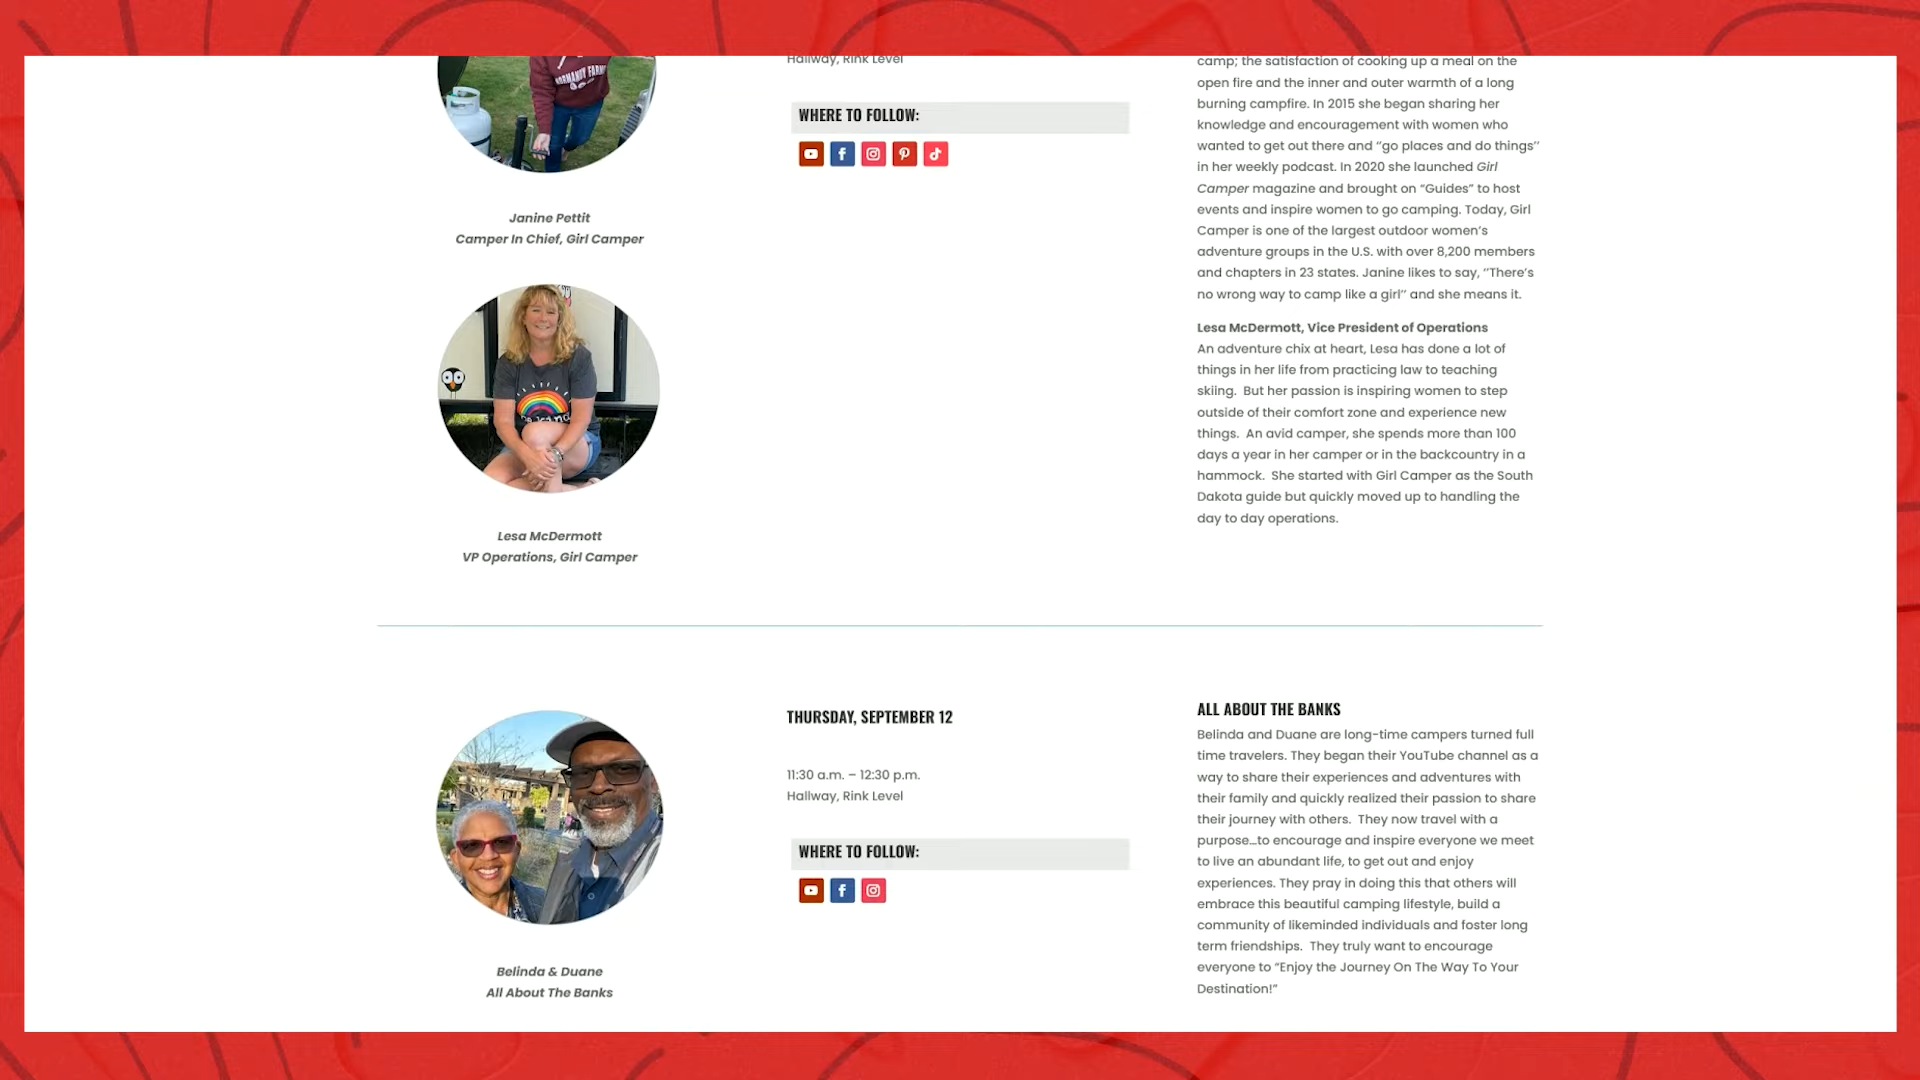 NORMANDY FARMS
Hallway, Rink Level
WHERE TO FOLLOW:
Janine Pettit
Camper In Chief, Girl Camper
camp; the satisfaction of cooking up a meal on the
open fire and the inner and outer warmth of a long
burning campfire. In 2015 she began sharing her
knowledge and encouragement with women who
wanted to get out there and “go places and do things’’
in her weekly podcast. In 2020 she launched Girl
Camper magazine and brought on “Guides” to host
events and inspire women to go camping. Today, Girl
Camper is one of the largest outdoor women’s
adventure groups in the U.S. with over 8,200 members
and chapters in 23 states. Janine likes to say, ‘’There’s
no wrong way to camp like a girl’’ and she means it.
Lesa McDermott
VP Operations, Girl Camper
Lesa McDermott, Vice President of Operations
An adventure chix at heart, Lesa has done a lot of
things in her life from practicing law to teaching
skiing.  But her passion is inspiring women to step
outside of their comfort zone and experience new
things.  An avid camper, she spends more than 100
days a year in her camper or in the backcountry in a
hammock.  She started with Girl Camper as the South
Dakota guide but quickly moved up to handling the
day to day operations.
Belinda & Duane
All About The Banks
THURSDAY, SEPTEMBER 12
11:30 a.m. – 12:30 p.m.
Hallway, Rink Level
WHERE TO FOLLOW:
ALL ABOUT THE BANKS
Belinda and Duane are long-time campers turned full
time travelers. They began their YouTube channel as a
way to share their experiences and adventures with
their family and quickly realized their passion to share
their journey with others.  They now travel with a
purpose…to encourage and inspire everyone we meet
to live an abundant life, to get out and enjoy
experiences. They pray in doing this that others will
embrace this beautiful camping lifestyle, build a
community of likeminded individuals and foster long
term friendships.  They truly want to encourage
everyone to “Enjoy the Journey On The Way To Your
Destination!”